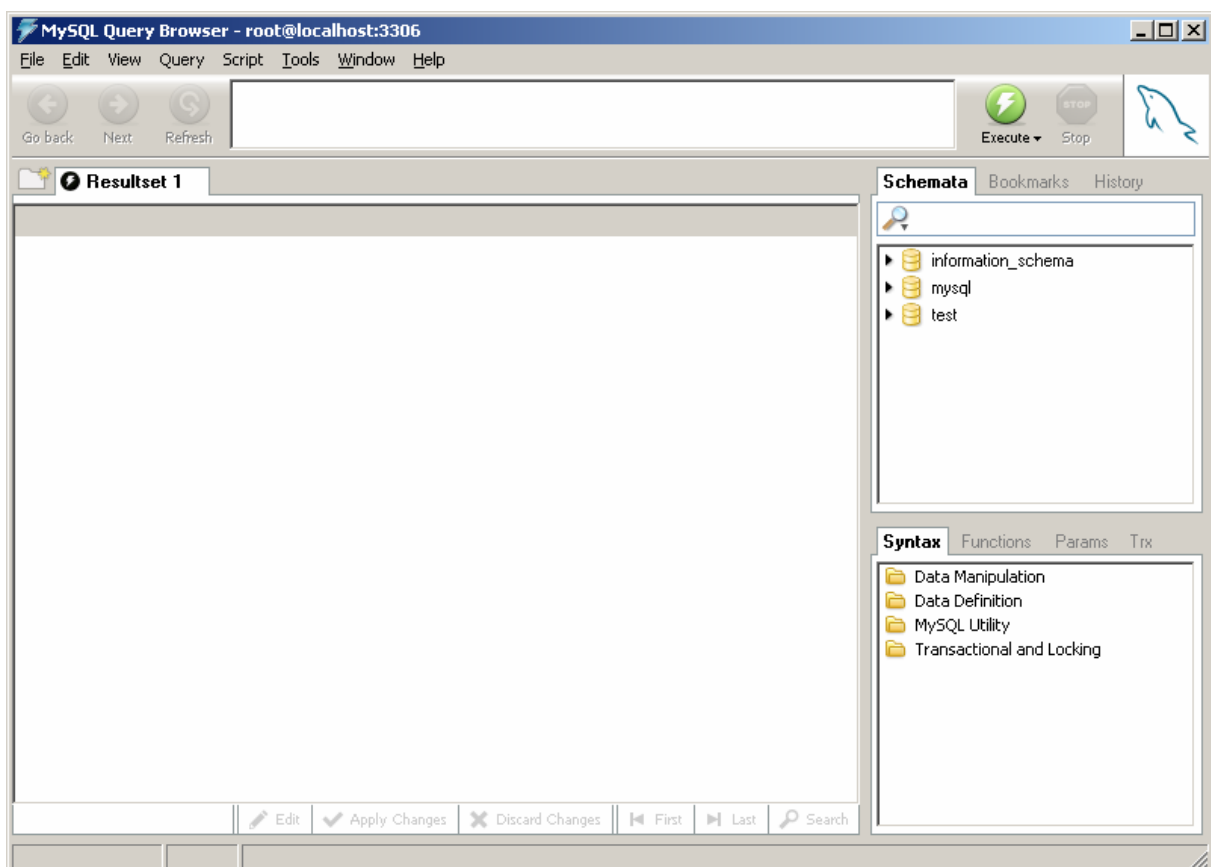 MySQL Query Browser - root@localhost:3306
File Edit View Query Script Tools Window Help
Go back Next Refresh Execute STOP Stop
Resultset 1
Schemata Bookmarks History
information_schema
mysql
test
Syntax Functions Params Trx
Data Manipulation
Data Definition
MySQL Utility
Transactional and Locking
Edit Apply Changes Discard Changes First Last Search